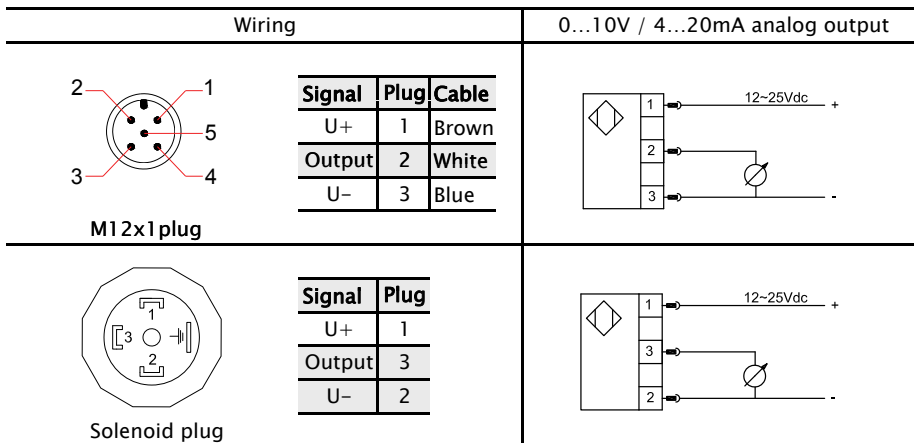 Wiring
0…10V / 4…20mA analog output
2 1
5
3 4
M12x1plug
Signal Plug Cable
U+ 1 Brown
Output 2 White
U- 3 Blue
1 12~25Vdc +
2
3 -
1
3
2
Solenoid plug
Signal Plug
U+ 1
Output 3
U- 2
1 12~25Vdc +
3
2 -